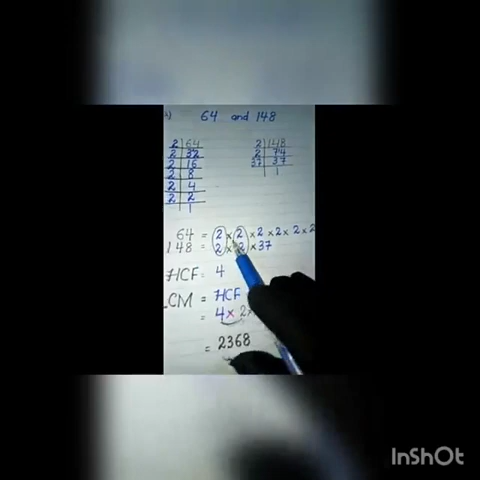 64 and 148
2 64
2 32
2 16
2 8
2 4
2 2
1
2 148
2 74
37 37
1
64 = 2 × 2 × 2 × 2 × 2 × 2
148 = 2 × 2 × 37
HCF = 4
LCM = HCF
= 4 × 2 ×
= 2368
InShOt